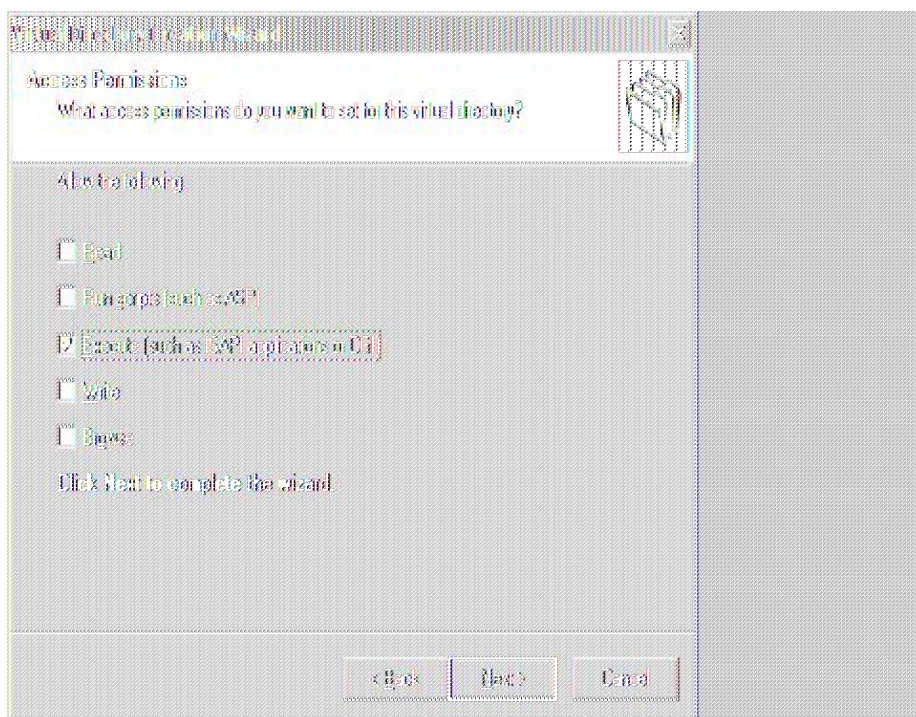 Virtual Directory Creation Wizard
Access Permissions
What access permissions do you want to set for this virtual directory?
Allow the following
Read
Run scripts (such as ASP)
Execute (such as ISAPI applications or CGI)
Write
Browse
Click Next to complete the wizard
< Back
Next >
Cancel